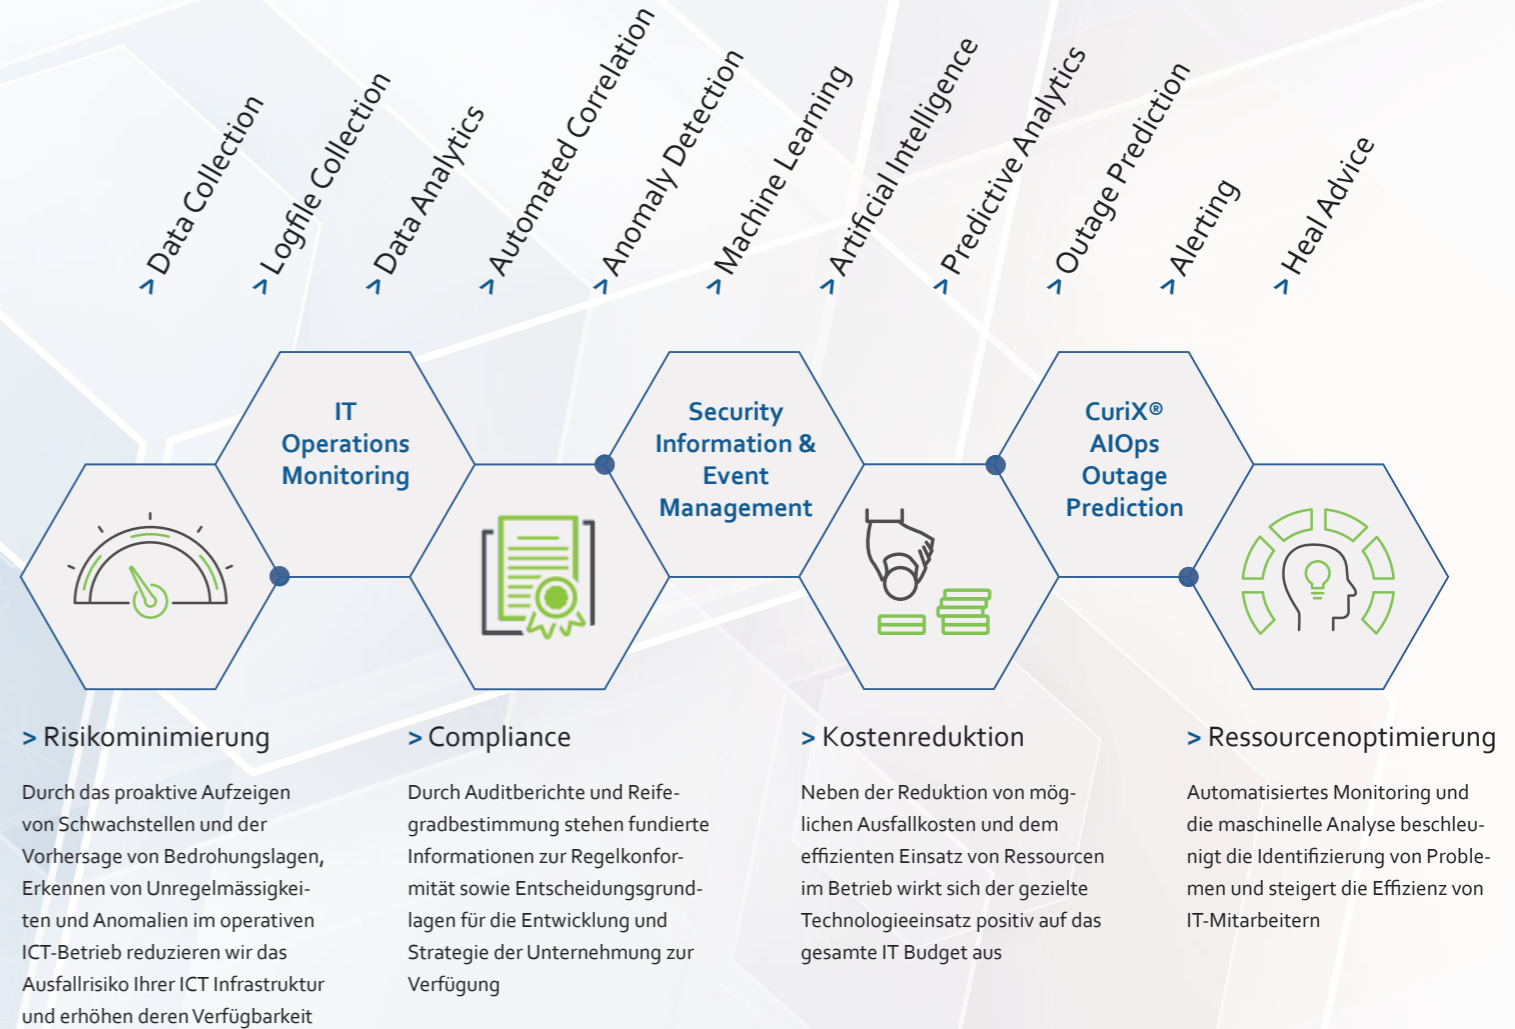 > Data Collection
> Logfile Collection
> Data Analytics
> Automated Correlation
> Anomaly Detection
> Machine Learning
> Artificial Intelligence
> Predictive Analytics
> Outage Prediction
> Alerting
> Heal Advice
IT
Operations
Monitoring
Security
Information &
Event
Management
CuriX®
AIOps
Outage
Prediction
> Risikominimierung
Durch das proaktive Aufzeigen
von Schwachstellen und der
Vorhersage von Bedrohungslagen,
Erkennen von Unregelmässigkei-
ten und Anomalien im operativen
ICT-Betrieb reduzieren wir das
Ausfallrisiko Ihrer ICT Infrastruktur
und erhöhen deren Verfügbarkeit
> Compliance
Durch Auditberichte und Reife-
gradbestimmung stehen fundierte
Informationen zur Regelkonfor-
mität sowie Entscheidungsgrund-
lagen für die Entwicklung und
Strategie der Unternehmung zur
Verfügung
> Kostenreduktion
Neben der Reduktion von mög-
lichen Ausfallkosten und dem
effizienten Einsatz von Ressourcen
im Betrieb wirkt sich der gezielte
Technologieeinsatz positiv auf das
gesamte IT Budget aus
> Ressourcenoptimierung
Automatisiertes Monitoring und
die maschinelle Analyse beschleu-
nigt die Identifizierung von Proble-
men und steigert die Effizienz von
IT-Mitarbeitern